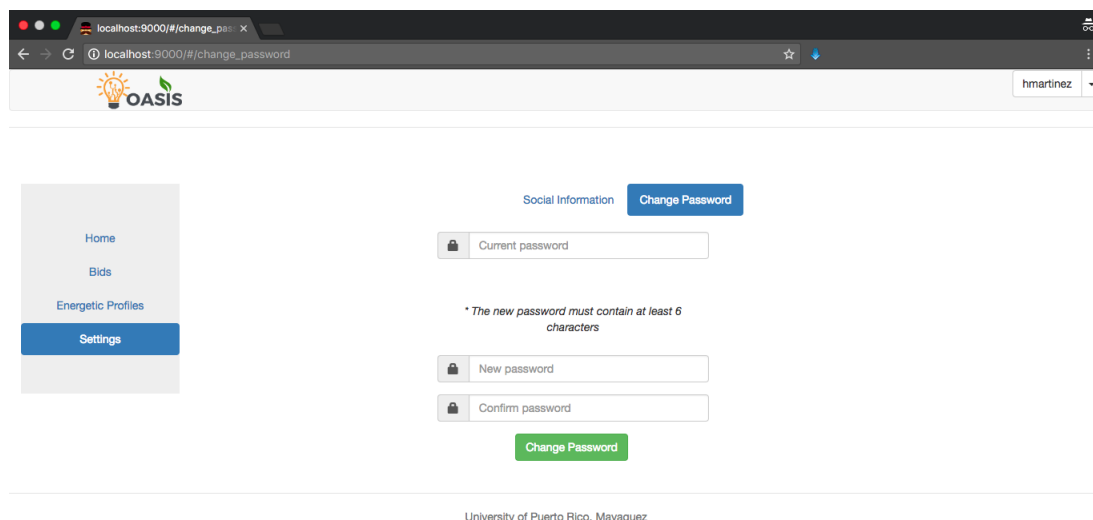 localhost:9000/#/change_pas
localhost:9000/#/change_password
OASIS
hmartinez
Social Information
Change Password
Home
Bids
Energetic Profiles
Settings
Current password
* The new password must contain at least 6
characters
New password
Confirm password
Change Password
University of Puerto Rico, Mayaguez